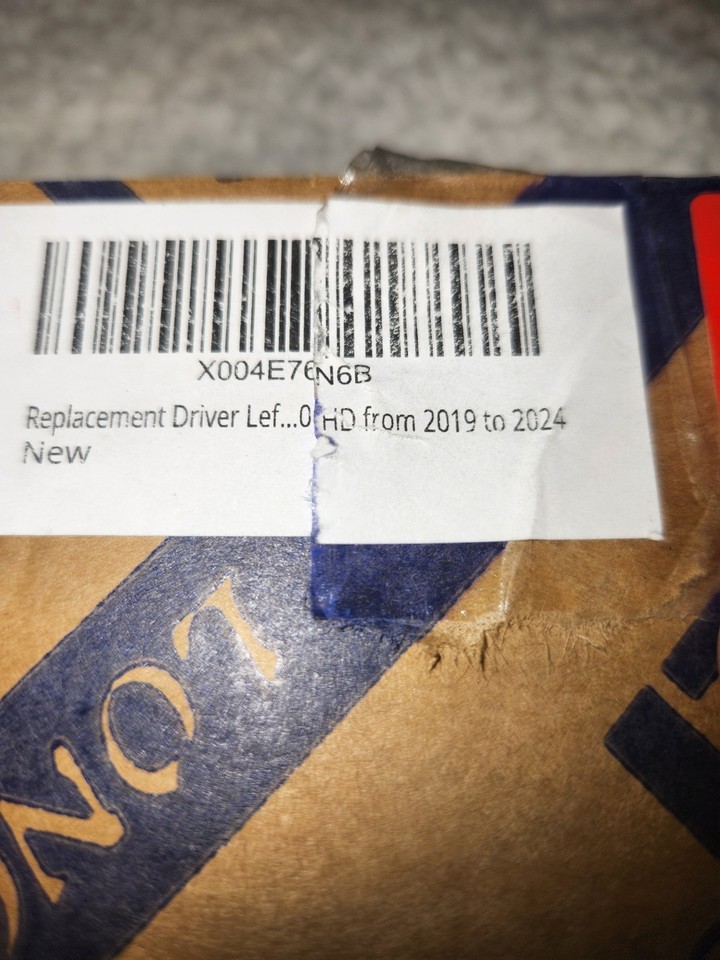 X004E76N6B
Replacement Driver Lef...0 HD from 2019 to 2024
New